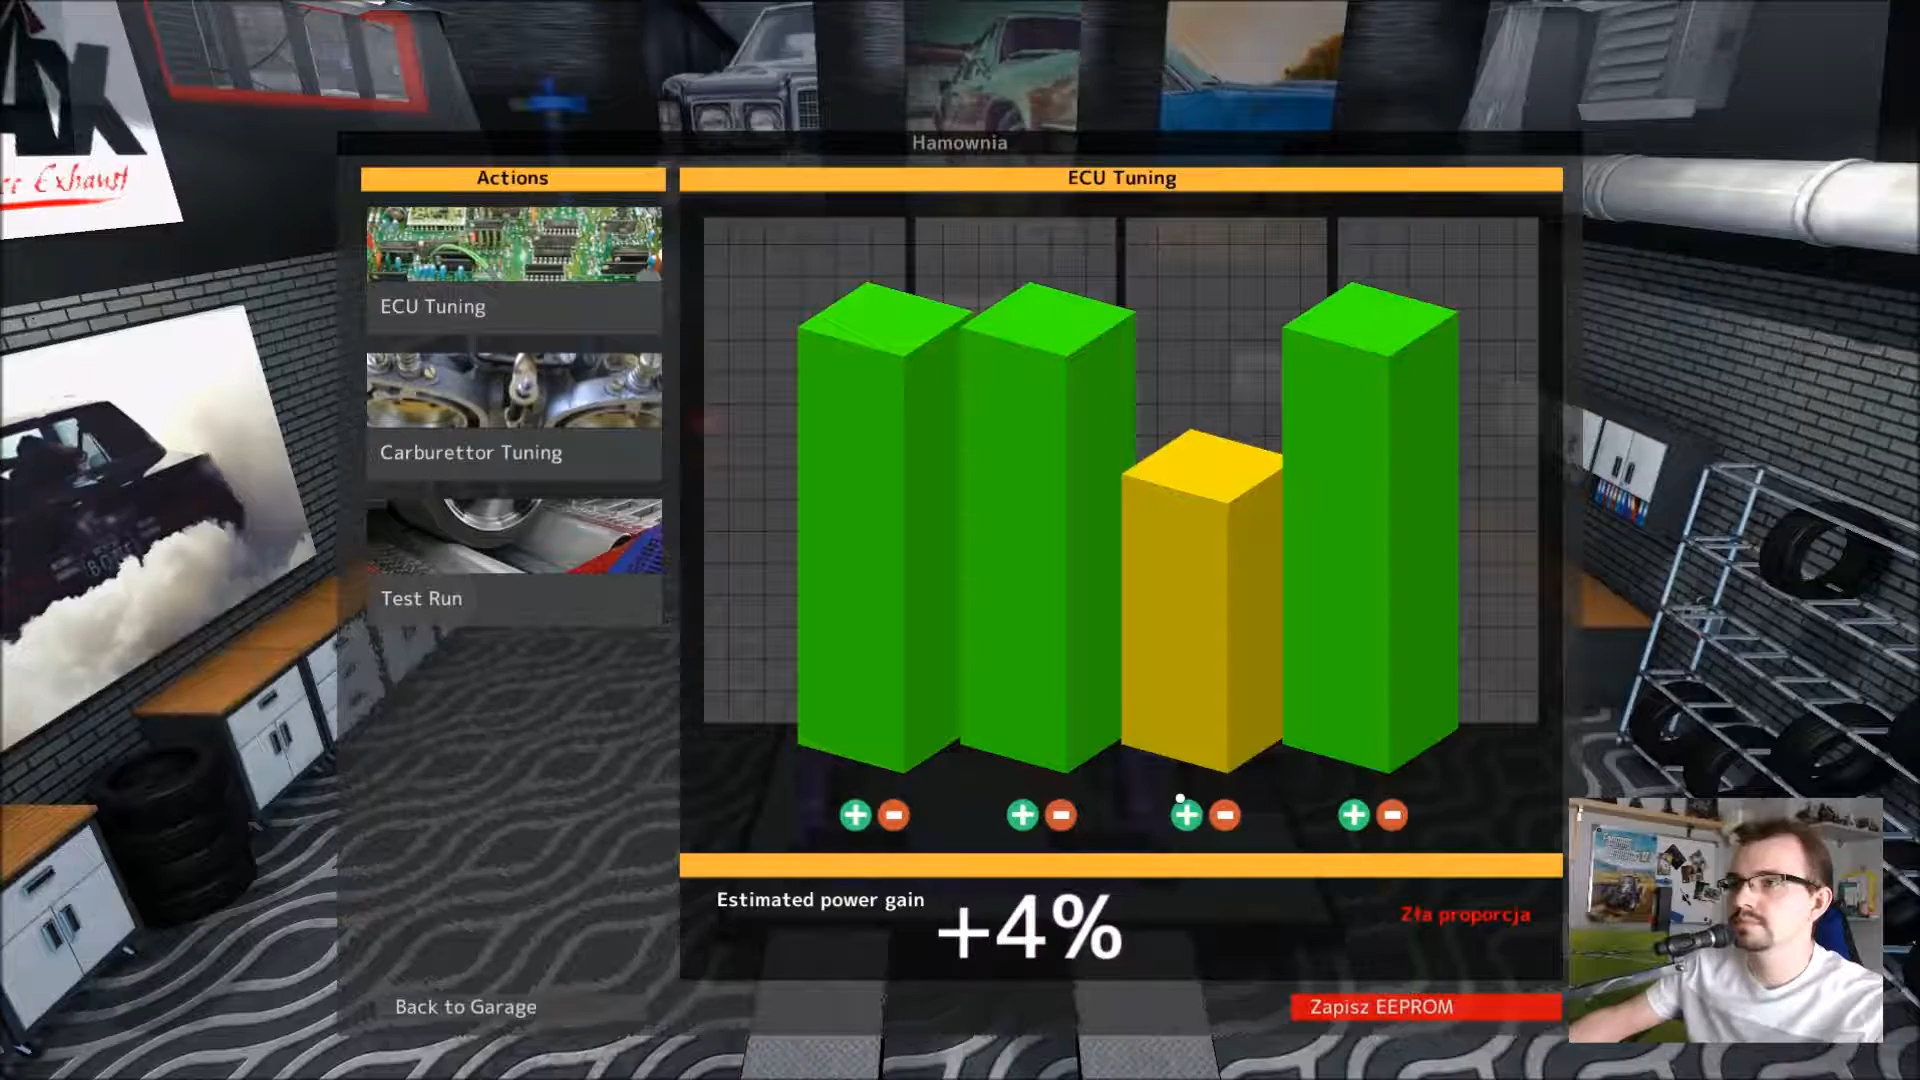 Hamownia
Actions
ECU Tuning
ECU Tuning
Carburettor Tuning
Test Run
Estimated power gain
+4%
Zła proporcja
Back to Garage
Zapisz EEPROM
Exhaust